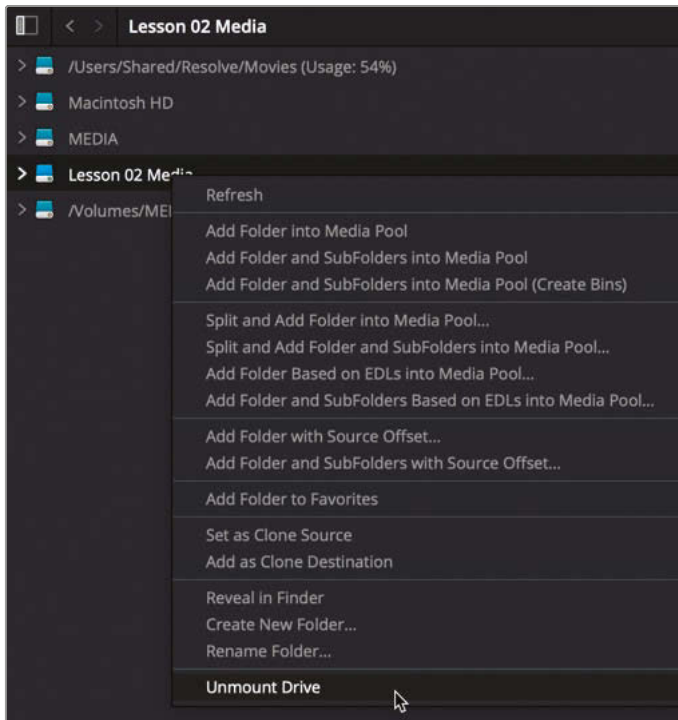 Lesson 02 Media
/Users/Shared/Resolve/Movies (Usage: 54%)
Macintosh HD
MEDIA
Lesson 02 Media
/Volumes/MEI
Refresh
Add Folder into Media Pool
Add Folder and SubFolders into Media Pool
Add Folder and SubFolders into Media Pool (Create Bins)
Split and Add Folder into Media Pool...
Split and Add Folder and SubFolders into Media Pool...
Add Folder Based on EDLs into Media Pool...
Add Folder and SubFolders Based on EDLs into Media Pool...
Add Folder with Source Offset...
Add Folder and SubFolders with Source Offset...
Add Folder to Favorites
Set as Clone Source
Add as Clone Destination
Reveal in Finder
Create New Folder...
Rename Folder...
Unmount Drive